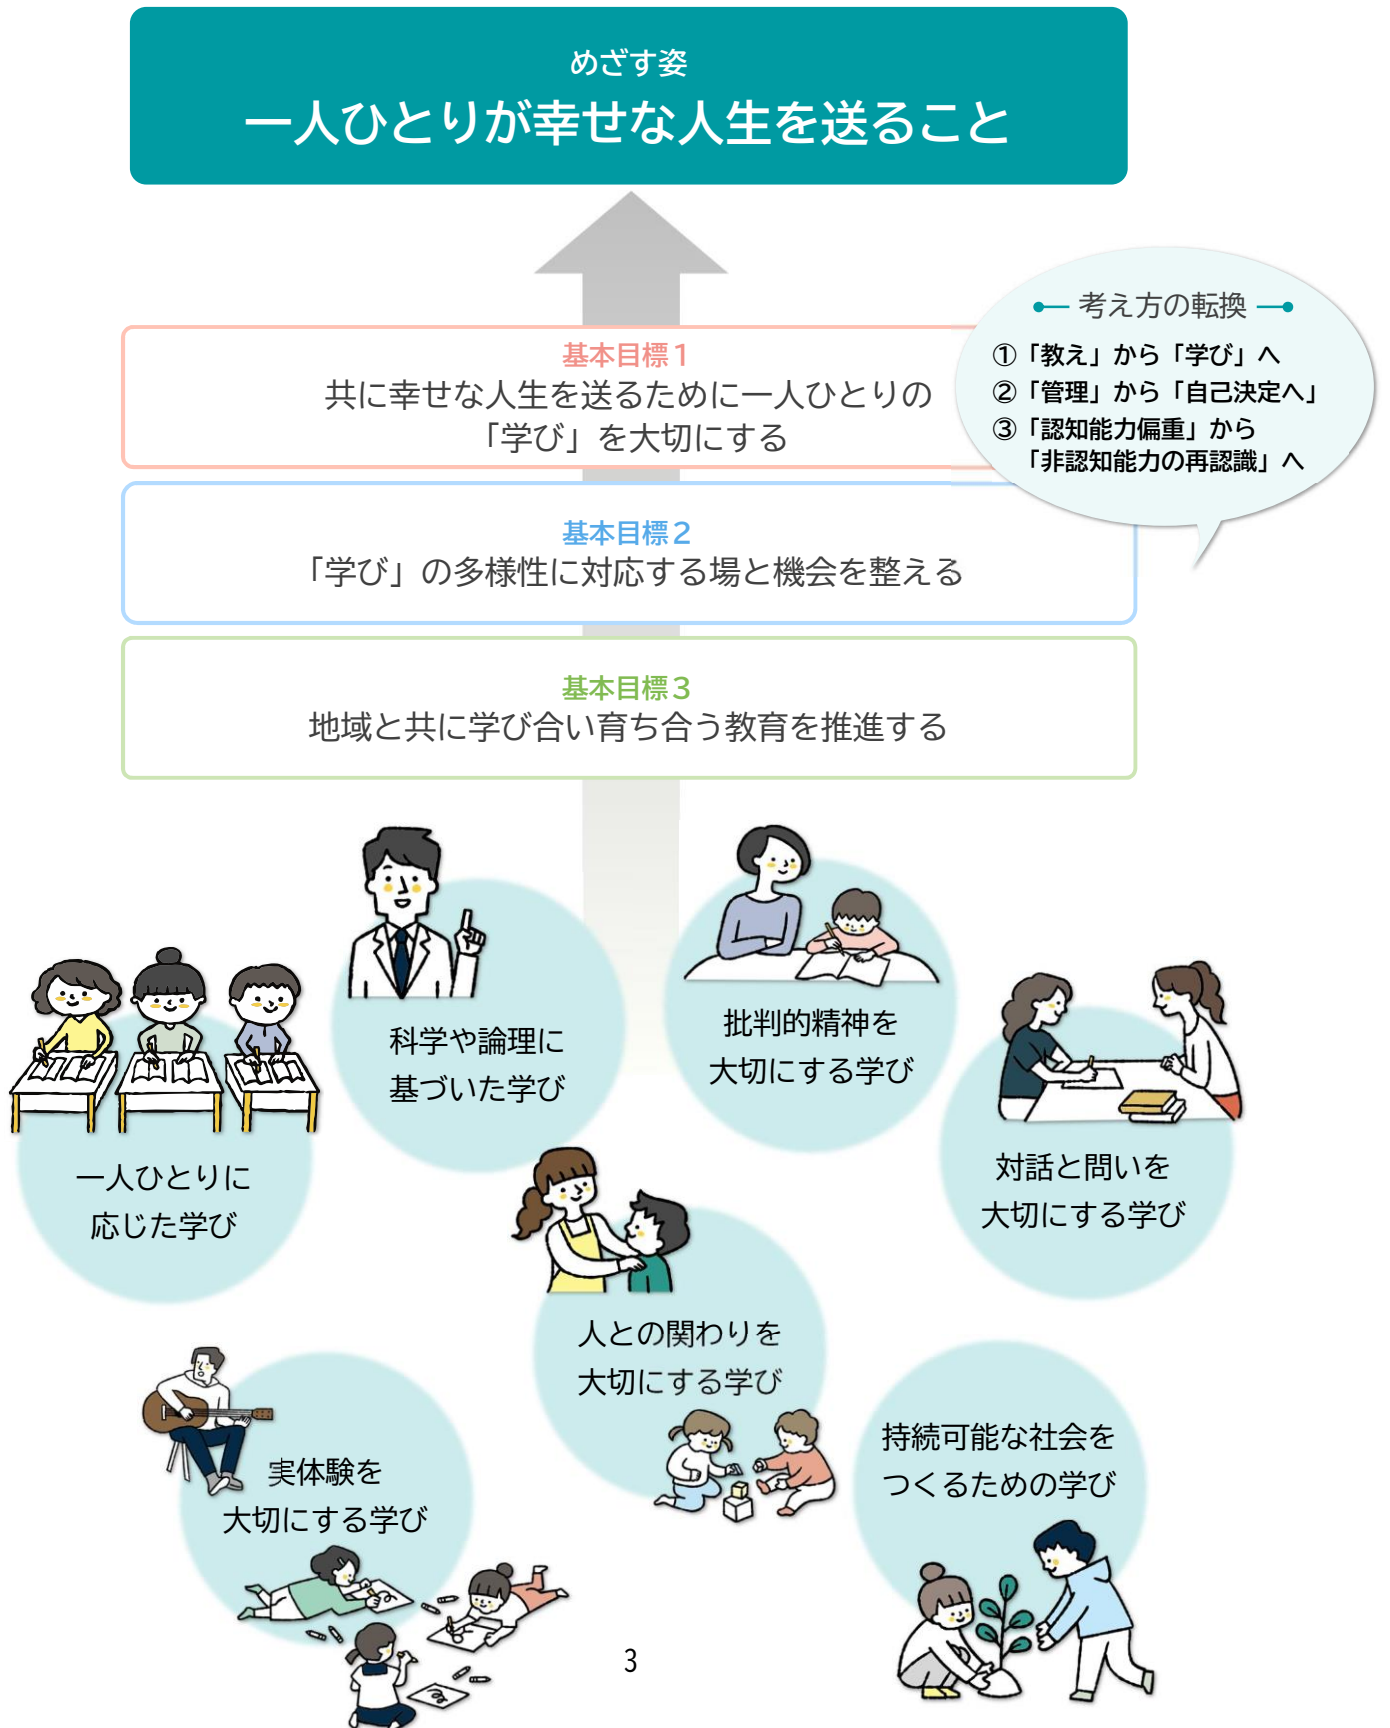 めざす姿
一人ひとりが幸せな人生を送ること
考え方の転換
①「教え」から「学び」へ
②「管理」から「自己決定へ」
③「認知能力偏重」から
「非認知能力の再認識」へ
基本目標１
共に幸せな人生を送るために一人ひとりの
「学び」を大切にする
基本目標２
「学び」の多様性に対応する場と機会を整える
基本目標３
地域と共に学び合い育ち合う教育を推進する
科学や論理に
基づいた学び
批判的精神を
大切にする学び
一人ひとりに
応じた学び
対話と問いを
大切にする学び
人との関わりを
大切にする学び
実体験を
大切にする学び
持続可能な社会を
つくるための学び
3